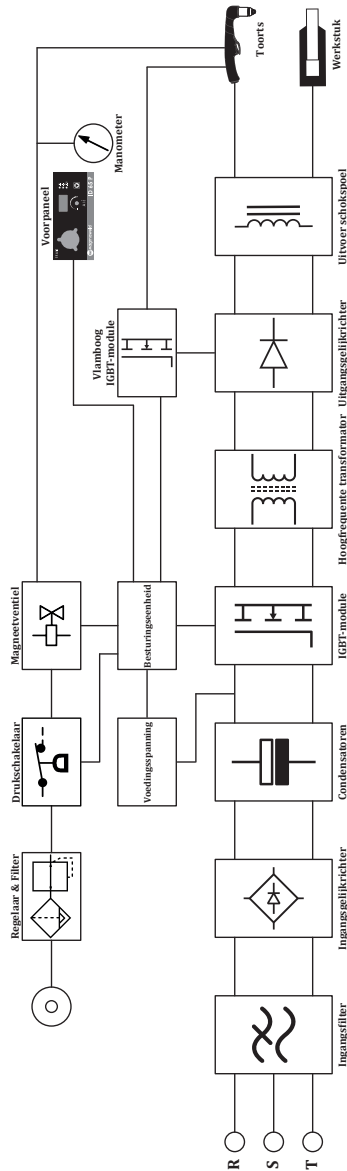 Regelaar & Filter
Drukschakelaar
Magneetventiel
Voorpaneel
Manometer
Voedingsspanning
Besturingseenheid
Vlamboog
IGBT-module
Toorts
Werkstuk
R
S
T
Ingangsfilter
Ingangsgelijkrichter
Condensatoren
IGBT-module
Hoogfrequente transformator
Uitgangsgelijkrichter
Uitvoer schokspoel